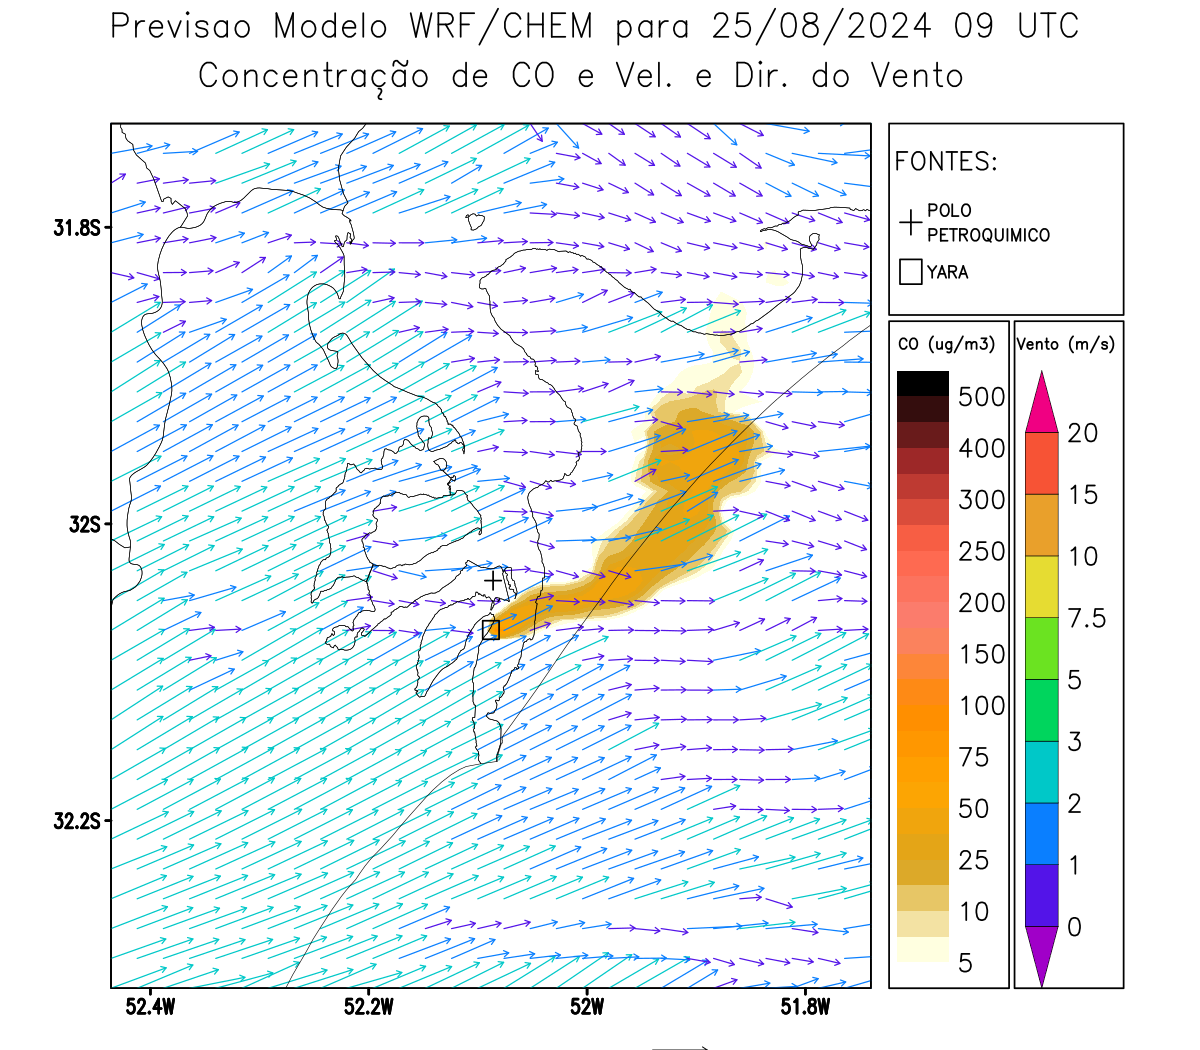 Previsao Modelo WRF/CHEM para 25/08/2024 09 UTC
Concentração de CO e Vel. e Dir. do Vento
FONTES:
POLO
PETROQUIMICO
YARA
CO (ug/m3)
500
400
300
250
200
150
100
75
50
25
10
5
Vento (m/s)
20
15
10
7.5
5
3
2
1
0
31.8S
32S
32.2S
52.4W
52.2W
52W
51.8W